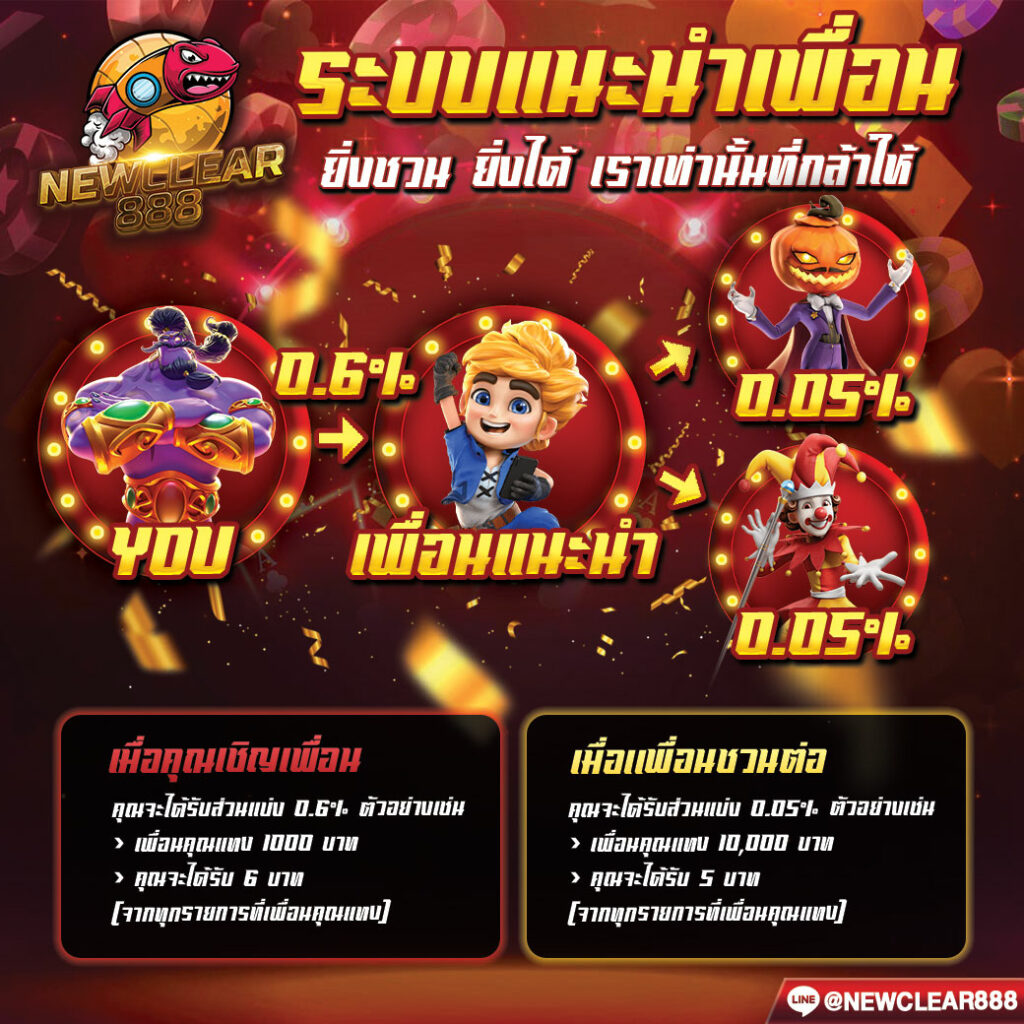 NEWCLEAR
888
ระบบแนะนำเพื่อน
ยิ่งชวน ยิ่งได้ เราเท่านั้นที่กล้าให้
0.6%
0.05%
YOU
เพื่อนแนะนำ
0.05%
เมื่อคุณเชิญเพื่อน
คุณจะได้รับส่วนแบ่ง 0.6% ตัวอย่างเช่น
> เพื่อนคุณแทง 1000 บาท
> คุณจะได้รับ 6 บาท
[จากทุกรายการที่เพื่อนคุณแทง]
เมื่อแพื่อนชวนต่อ
คุณจะได้รับส่วนแบ่ง 0.05% ตัวอย่างเช่น
> เพื่อนคุณแทง 10,000 บาท
> คุณจะได้รับ 5 บาท
[จากทุกรายการที่เพื่อนคุณแทง]
LINE @NEWCLEAR888